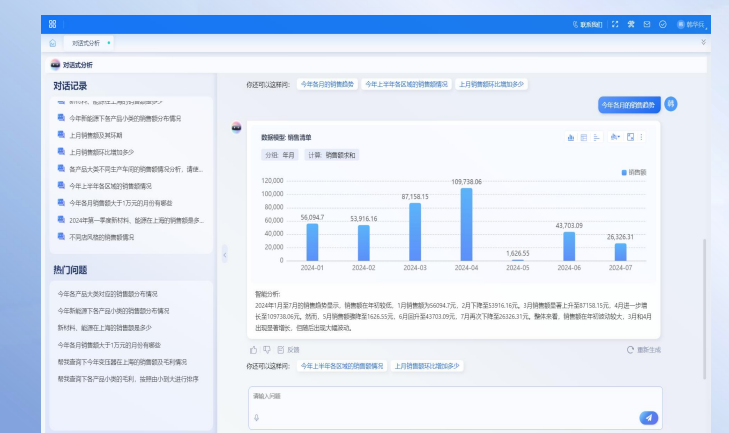 联系我们
对话式分析
对话式分析
对话记录
新材料、能源在上海的销售额是多少
今年新能源下各产品小类的销售额分布情况
上月销售额及其环期
上月销售额环比增加多少
各产品大类不同生产车间的销售额情况分析，请使...
今年上半年各区域的销售额情况
今年各月销售额大于1万元的月份有哪些
2024年第一季度新材料、能源在上海的销售额是多...
不同店风格的销售额情况
热门问题
今年各产品大类对应的销售额分布情况
今年新能源下各产品小类的销售额分布情况
新材料、能源在上海的销售额是多少
今年各月销售额大于1万元的月份有哪些
帮我查询下今年变压器在上海的销售额及毛利情况
帮我查询下各产品小类的毛利，按照由小到大进行排序
你还可以这样问: 今年各月的销售趋势 今年上半年各区域的销售额情况 上月销售额环比增加多少
今年各月的销售趋势
数据模型: 销售清单
分组: 年月 计算: 销售额求和
销售额
120,000
100,000
80,000
60,000
40,000
20,000
0
56,094.7
53,916.16
87,158.15
109,738.06
1,626.55
43,703.09
26,326.31
2024-01 2024-02 2024-03 2024-04 2024-05 2024-06 2024-07
智能分析:
2024年1月至7月的销售趋势显示，销售额在年初较低，1月销售额为56094.7元，2月下降至53916.16元。3月销售额显著上升至87158.15元，4月进一步增
长至109738.06元。然而，5月销售额骤降至1626.55元，6月回升至43703.09元，7月再次下降至26326.31元。整体来看，销售额在年初波动较大，3月和4月
出现显著增长，但随后出现大幅波动。
反馈
重新生成
你还可以这样问: 今年上半年各区域的销售额情况 上月销售额环比增加多少
请输入问题